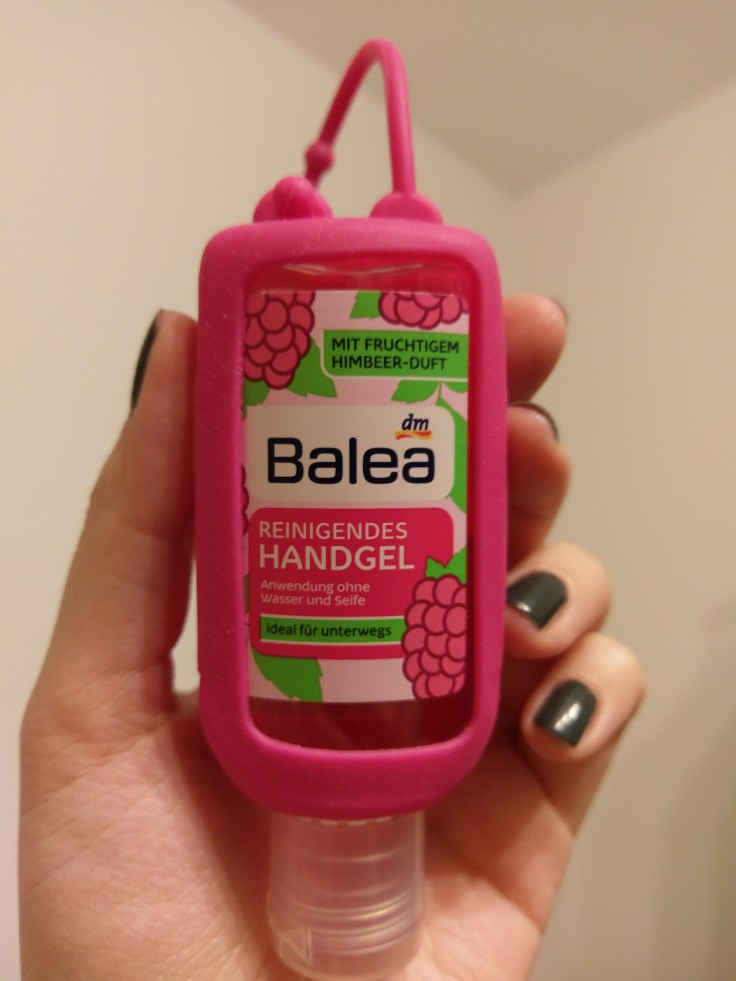 MIT FRUCHTIGEM
HIMBEER-DUFT
dm
Balea
REINIGENDES
HANDGEL
Anwendung ohne
Wasser und Seife
ideal für unterwegs